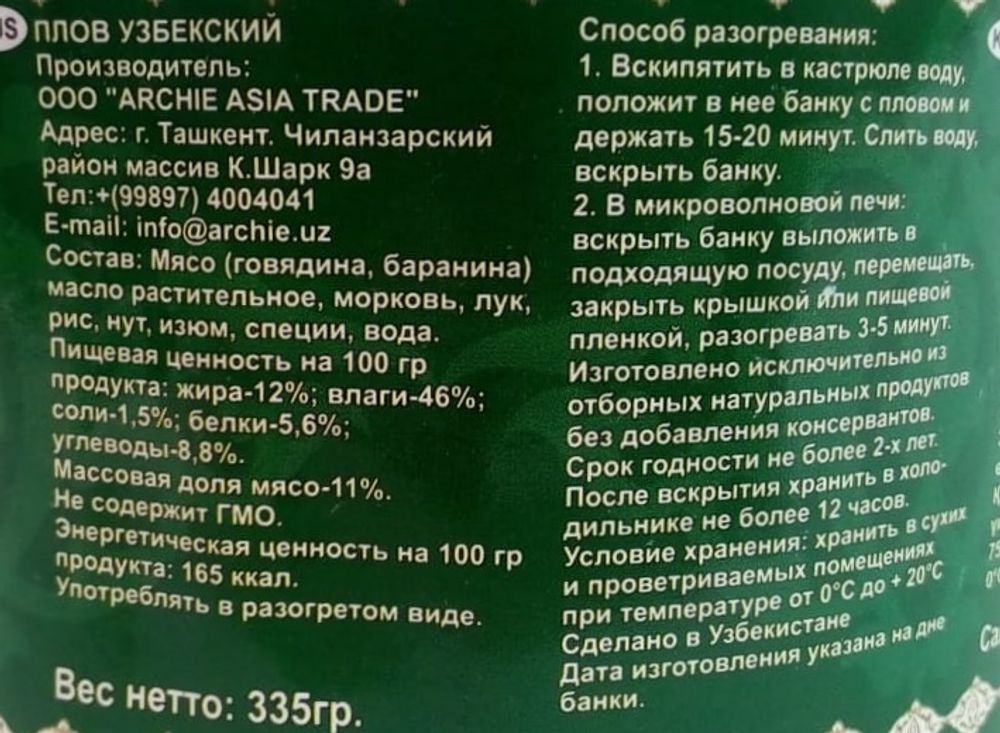 US
ПЛОВ УЗБЕКСКИЙ
Производитель:
ООО "ARCHIE ASIA TRADE"
Адрес: г. Ташкент. Чиланзарский
район массив К.Шарк 9а
Тел:+(99897) 4004041
E-mail: info@archie.uz
Состав: Мясо (говядина, баранина)
масло растительное, морковь, лук,
рис, нут, изюм, специи, вода.
Пищевая ценность на 100 гр
продукта: жира-12%; влаги-46%;
соли-1,5%; белки-5,6%;
углеводы-8,8%.
Массовая доля мясо-11%.
Не содержит ГМО.
Энергетическая ценность на 100 гр
продукта: 165 ккал.
Употреблять в разогретом виде.
Вес нетто: 335гр.
Способ разогревания:
1. Вскипятить в кастрюле воду,
положит в нее банку с пловом и
держать 15-20 минут. Слить воду,
вскрыть банку.
2. В микроволновой печи:
вскрыть банку выложить в
подходящую посуду, перемещать,
закрыть крышкой или пищевой
пленкой, разогревать 3-5 минут.
Изготовлено исключительно из
отборных натуральных продуктов
без добавления консервантов.
Срок годности не более 2-х лет.
После вскрытия хранить в холо-
дильнике не более 12 часов.
Условие хранения: хранить в сухих
и проветриваемых помещениях
при температуре от 0°С до + 20°С
Сделано в Узбекистане
Дата изготовления указана на дне
банки.